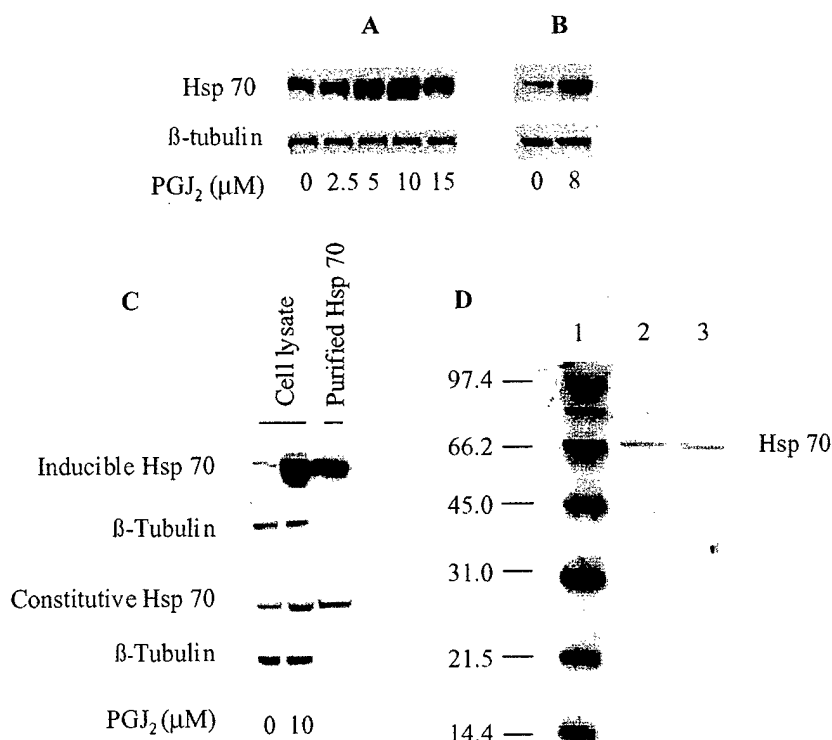 A
B
Hsp 70
ß-tubulin
PGJ₂ (μM) 0 2.5 5 10 15 0 8
C
Cell lysate
Purified Hsp 70
Inducible Hsp 70
ß-Tubulin
Constitutive Hsp 70
ß-Tubulin
PGJ₂ (μM) 0 10
D
1 2 3
97.4
66.2
Hsp 70
45.0
31.0
21.5
14.4